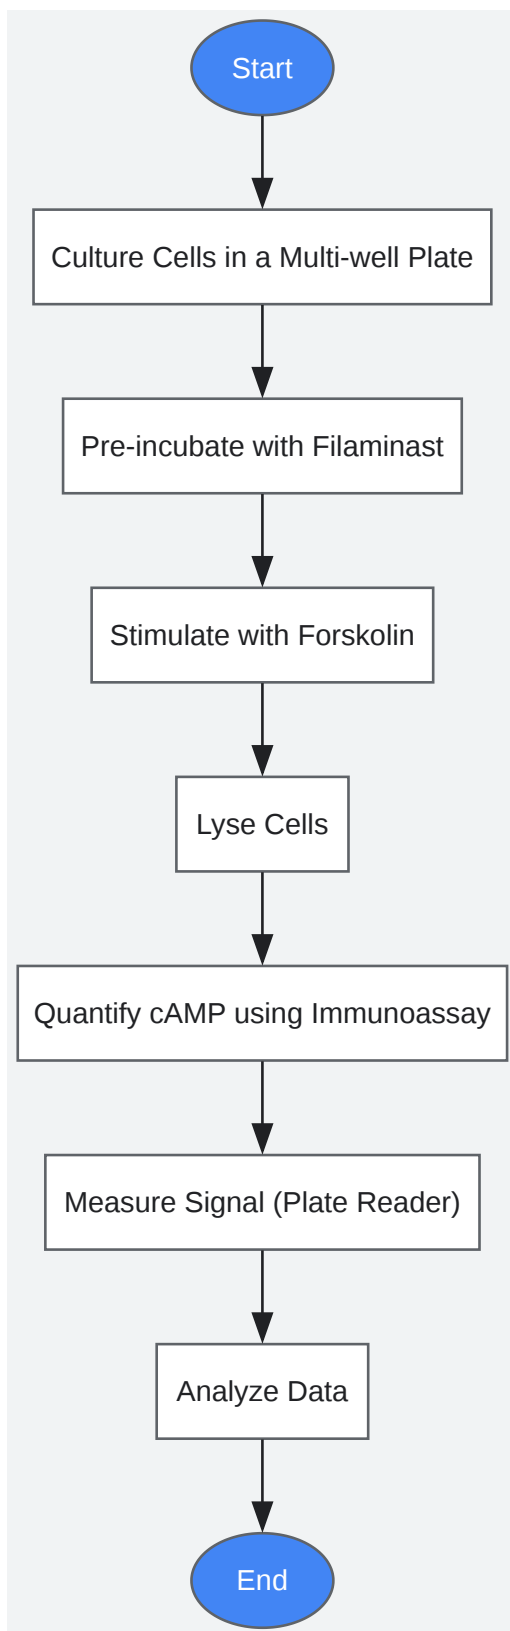 Start
Culture Cells in a Multi-well Plate
Pre-incubate with Filaminast
Stimulate with Forskolin
Lyse Cells
Quantify cAMP using Immunoassay
Measure Signal (Plate Reader)
Analyze Data
End